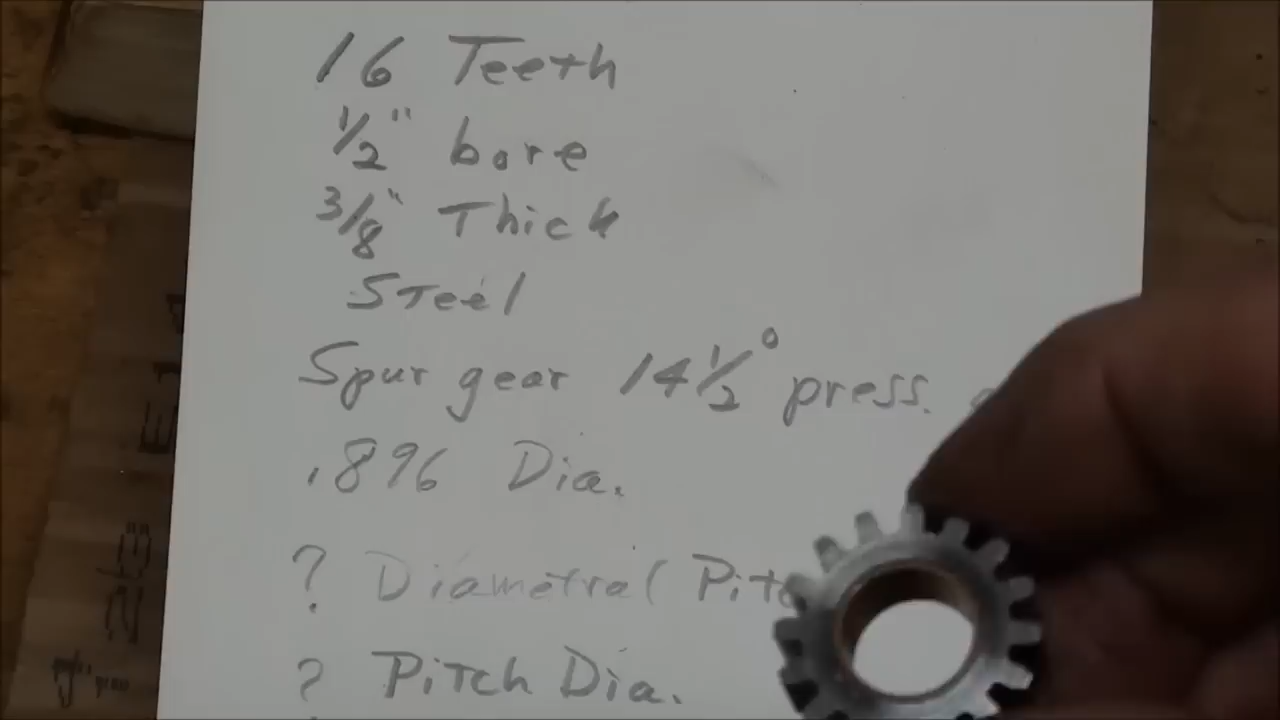 16 Teeth
1/2" bore
3/8" Thick
Steel
Spur gear 14 1/2° press.
.896 Dia.
? Diametral Pitc
? Pitch Dia.